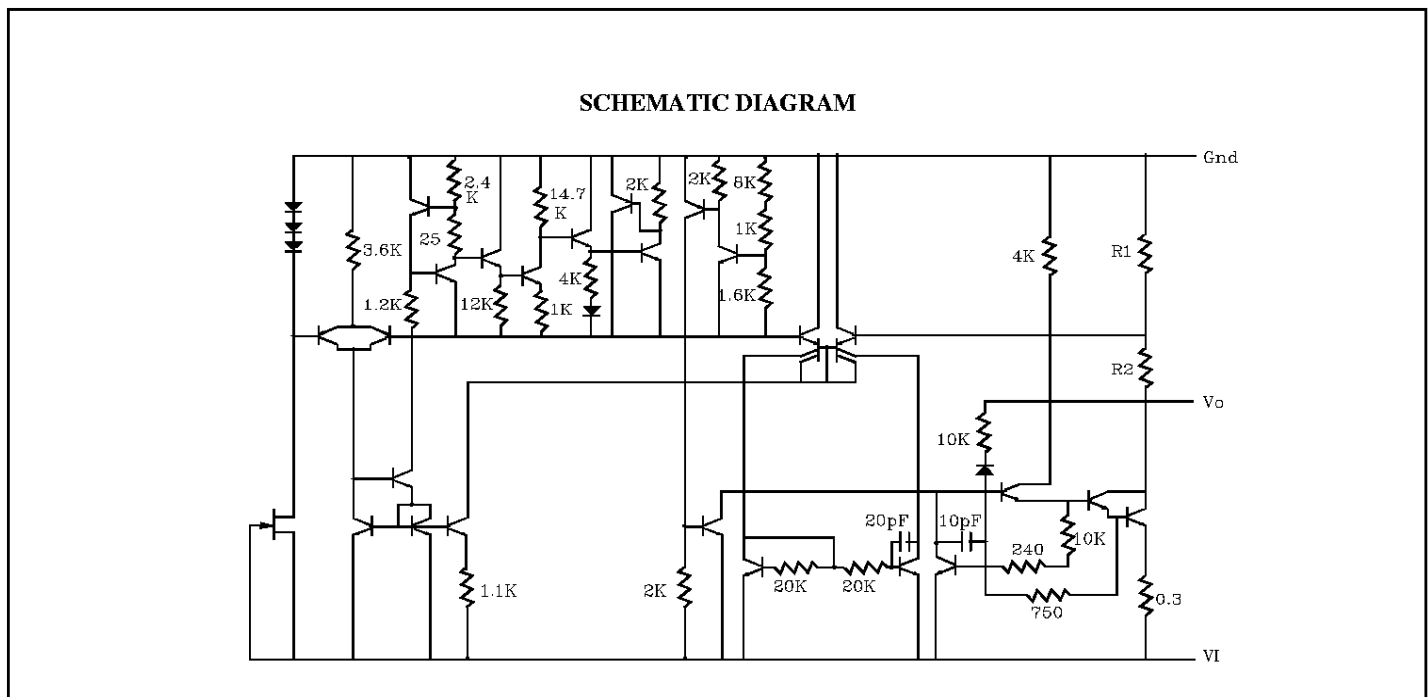 SCHEMATIC DIAGRAM
Gnd
2.4
K
14.7
K
2K
2K
8K
3.6K
25
1K
4K
R1
4K
1.2K
12K
1K
1.6K
R2
Vo
10K
20pF
10pF
10K
240
1.1K
2K
20K
20K
750
0.3
VI